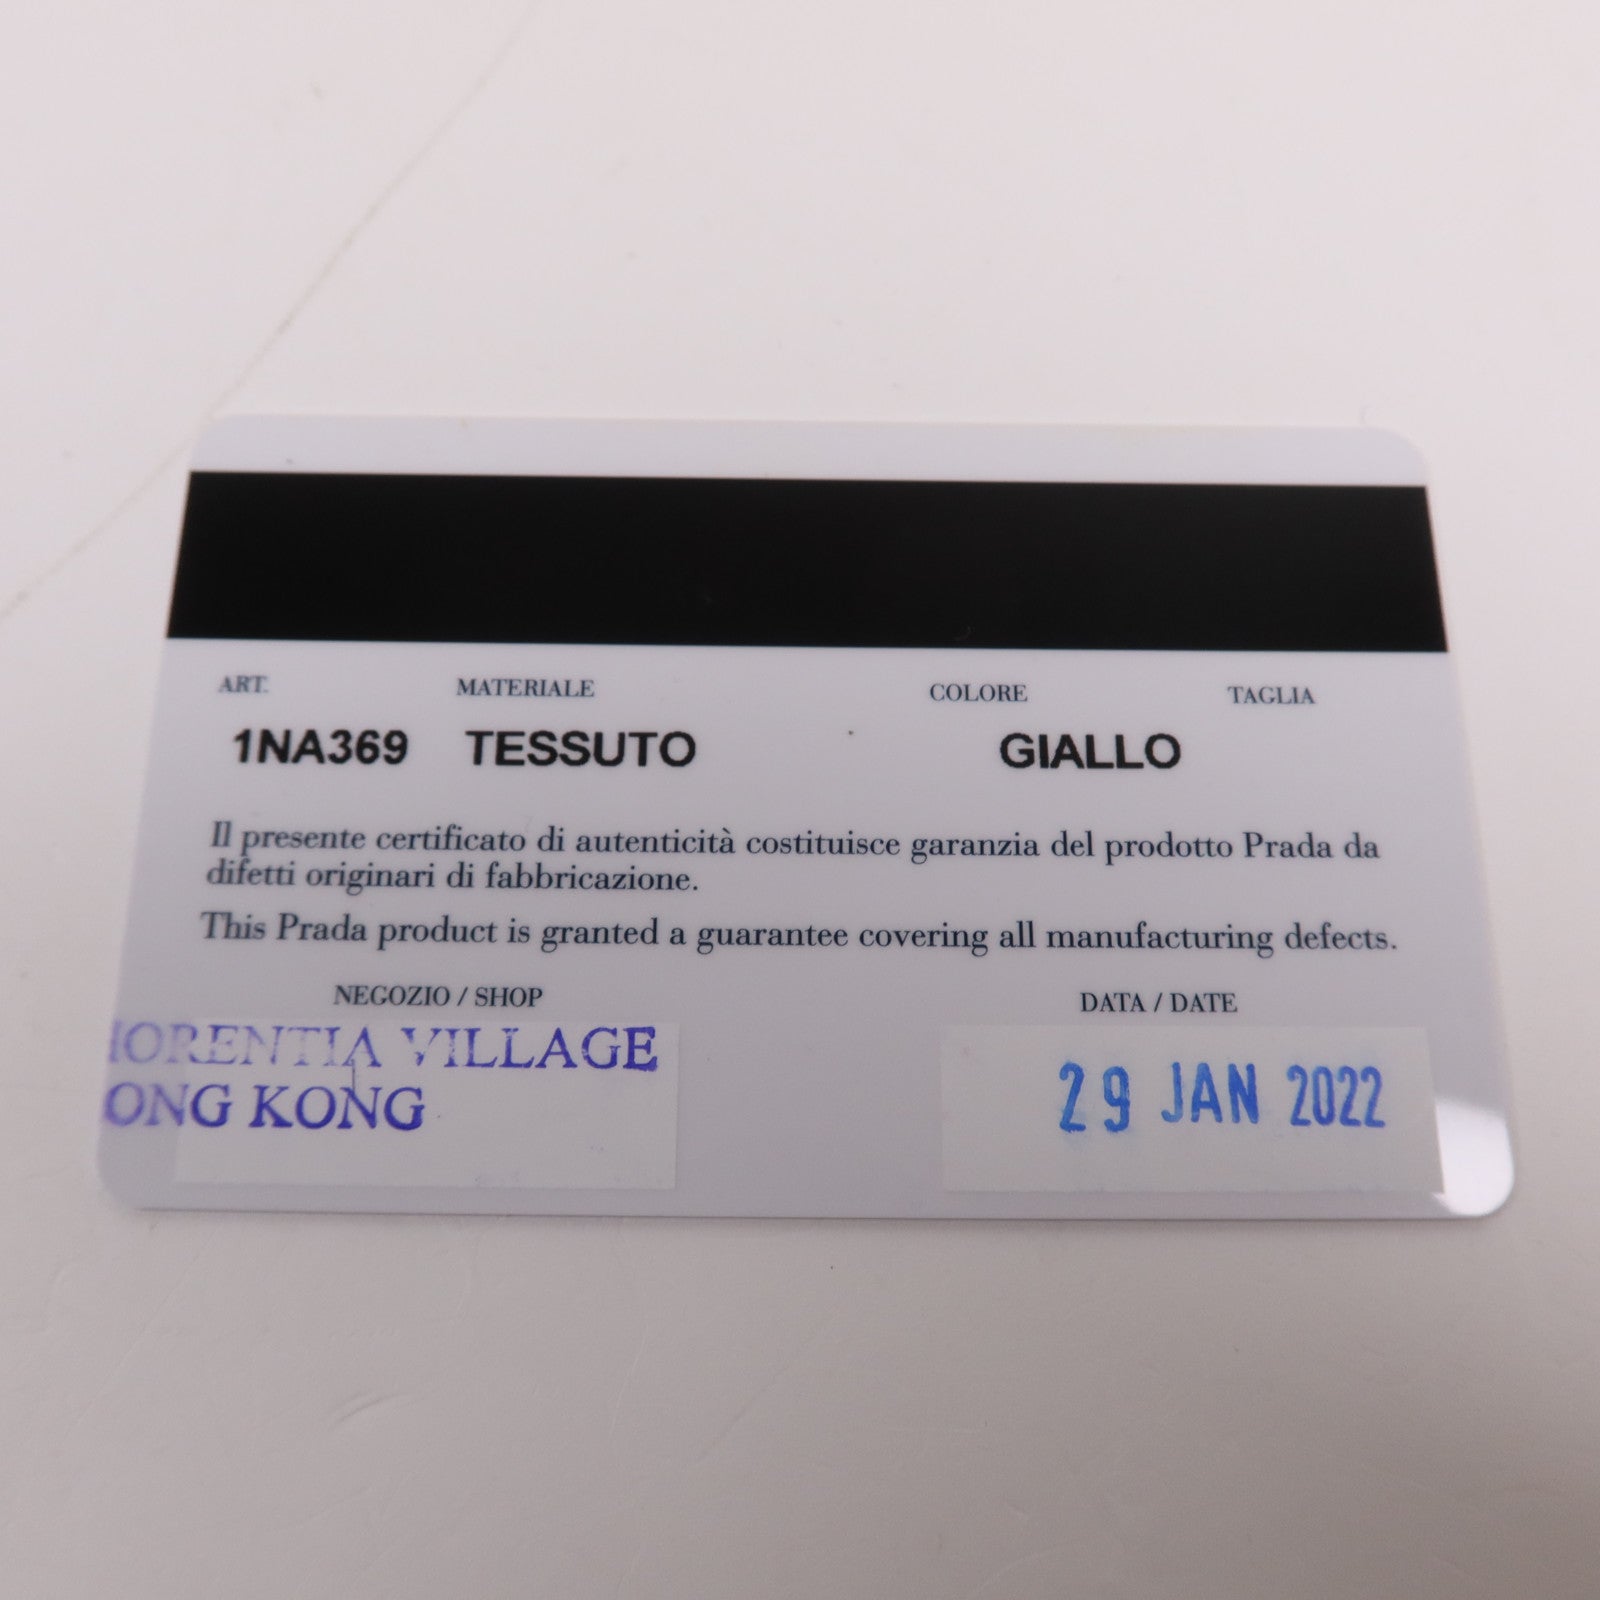 ART. MATERIALE COLORE TAGLIA
1NA369 TESSUTO GIALLO
Il presente certificato di autenticità costituisce garanzia del prodotto Prada da
difetti originari di fabbricazione.
This Prada product is granted a guarantee covering all manufacturing defects.
NEGOZIO / SHOP DATA / DATE
IORENTIA VILLAGE
ONG KONG
29 JAN 2022